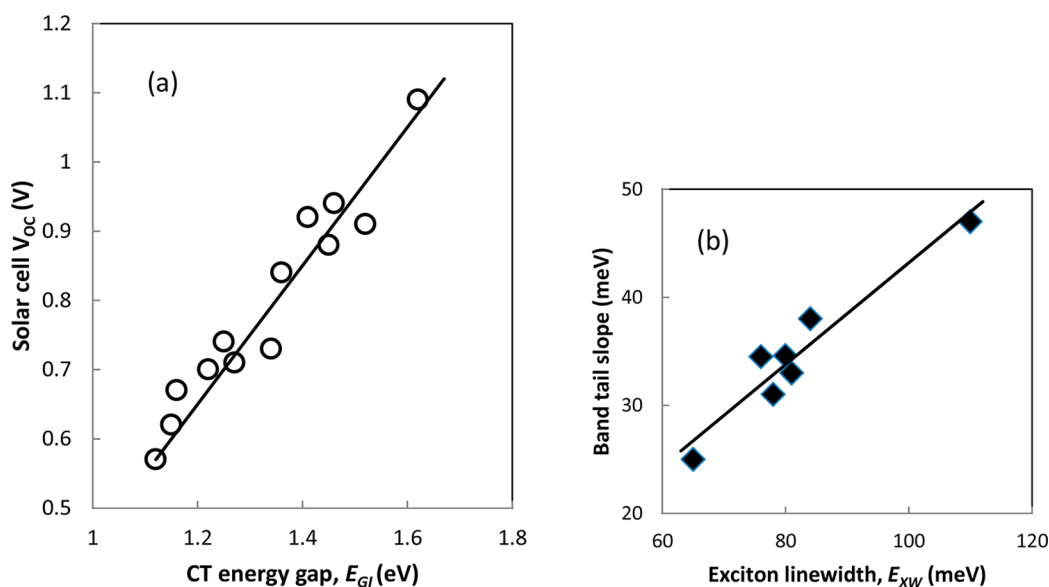 (a)
Solar cell V_OC (V)
1.2
1.1
1
0.9
0.8
0.7
0.6
0.5
1 1.2 1.4 1.6 1.8
CT energy gap, E_GI (eV)
(b)
Band tail slope (meV)
50
40
30
20
60 80 100 120
Exciton linewidth, E_XW (meV)